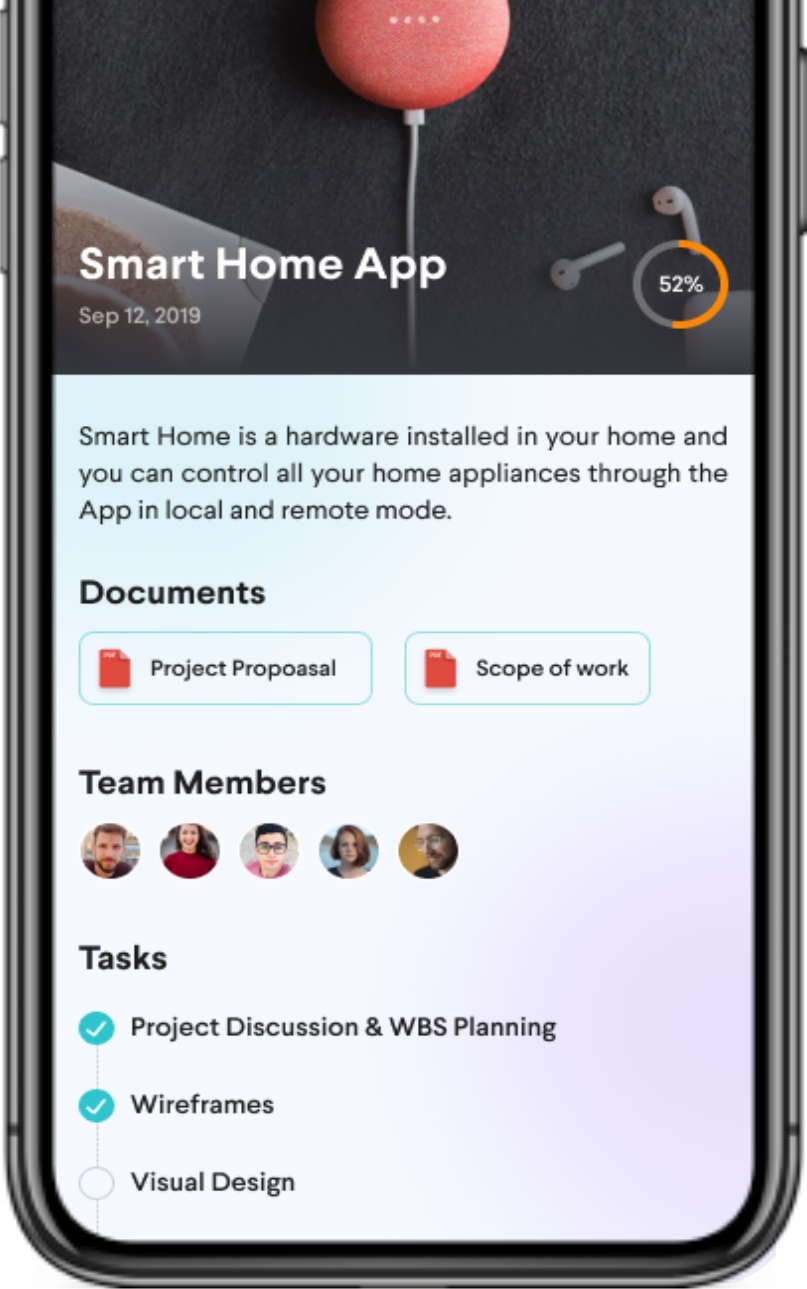 Smart Home App
Sep 12, 2019
52%
Smart Home is a hardware installed in your home and
you can control all your home appliances through the
App in local and remote mode.
Documents
PDF Project Propoasal
PDF Scope of work
Team Members
Tasks
Project Discussion & WBS Planning
Wireframes
Visual Design